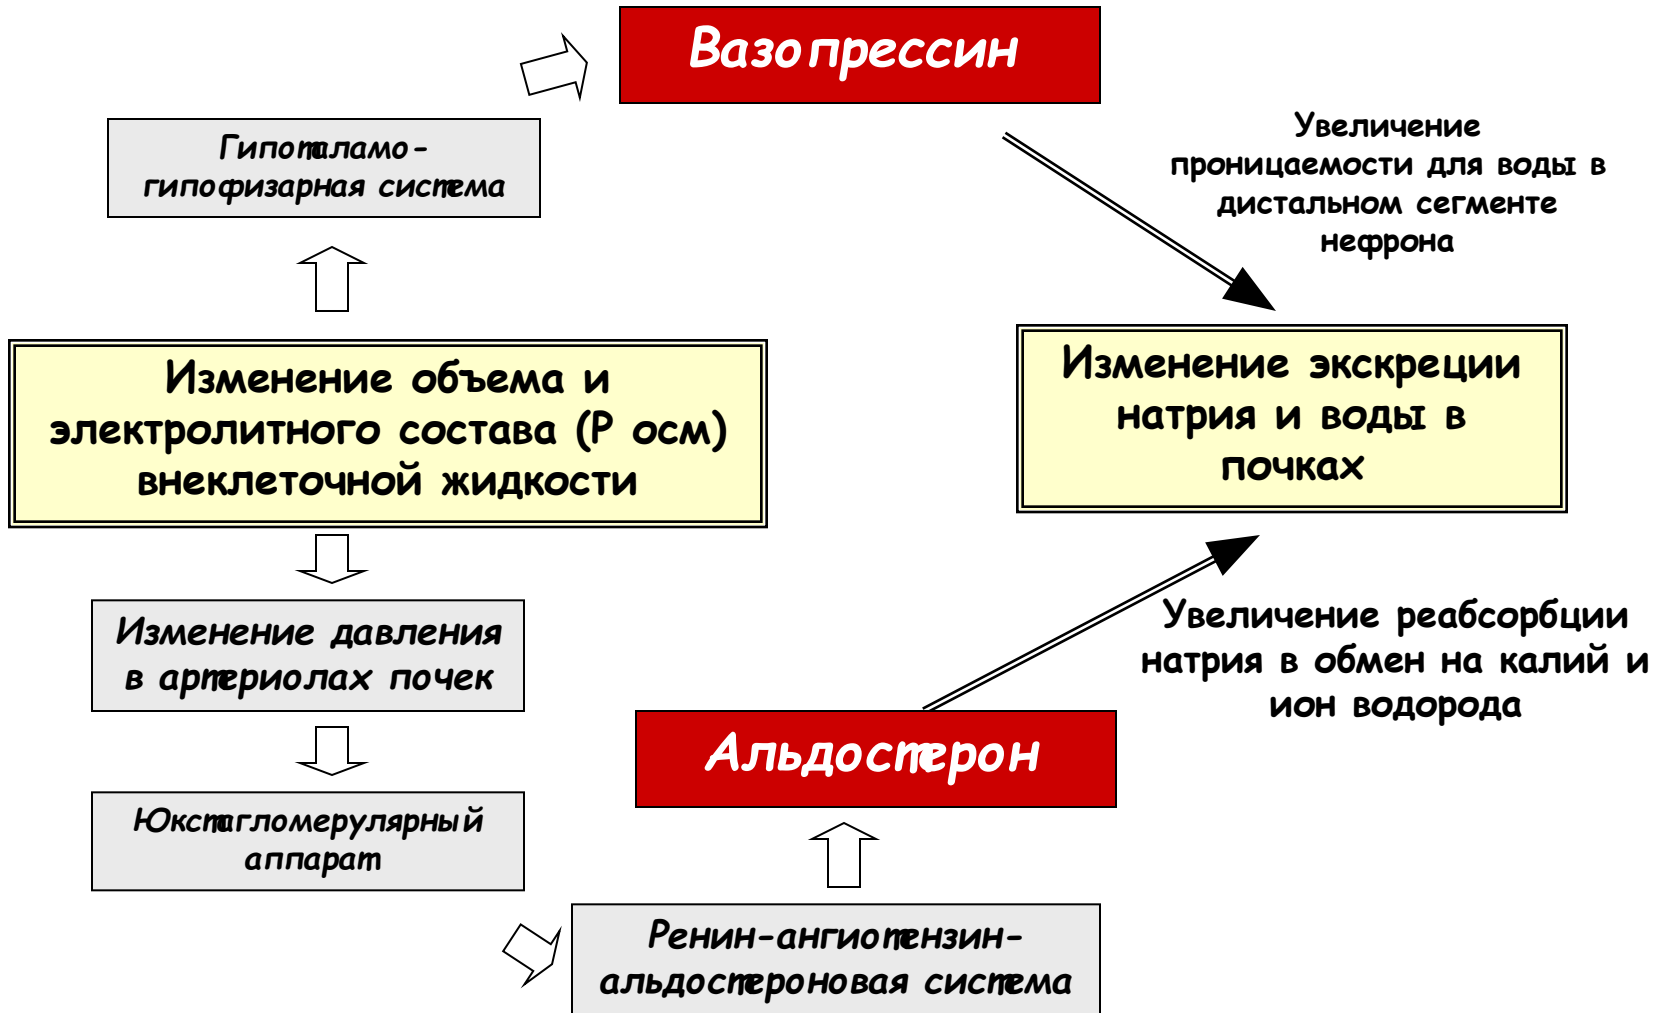 Вазопрессин
Гипоталамо-
гипофизарная система
Увеличение
проницаемости для воды в
дистальном сегменте
нефрона
Изменение объема и
электролитного состава (Р осм)
внеклеточной жидкости
Изменение экскреции
натрия и воды в
почках
Изменение давления
в артериолах почек
Увеличение реабсорбции
натрия в обмен на калий и
ион водорода
Альдостерон
Юкстагломерулярный
аппарат
Ренин-ангиотензин-
альдостероновая система